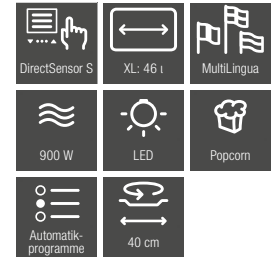 DirectSensor S
XL: 46 l
MultiLingua
900 W
LED
Popcorn
Automatik-
programme
40 cm